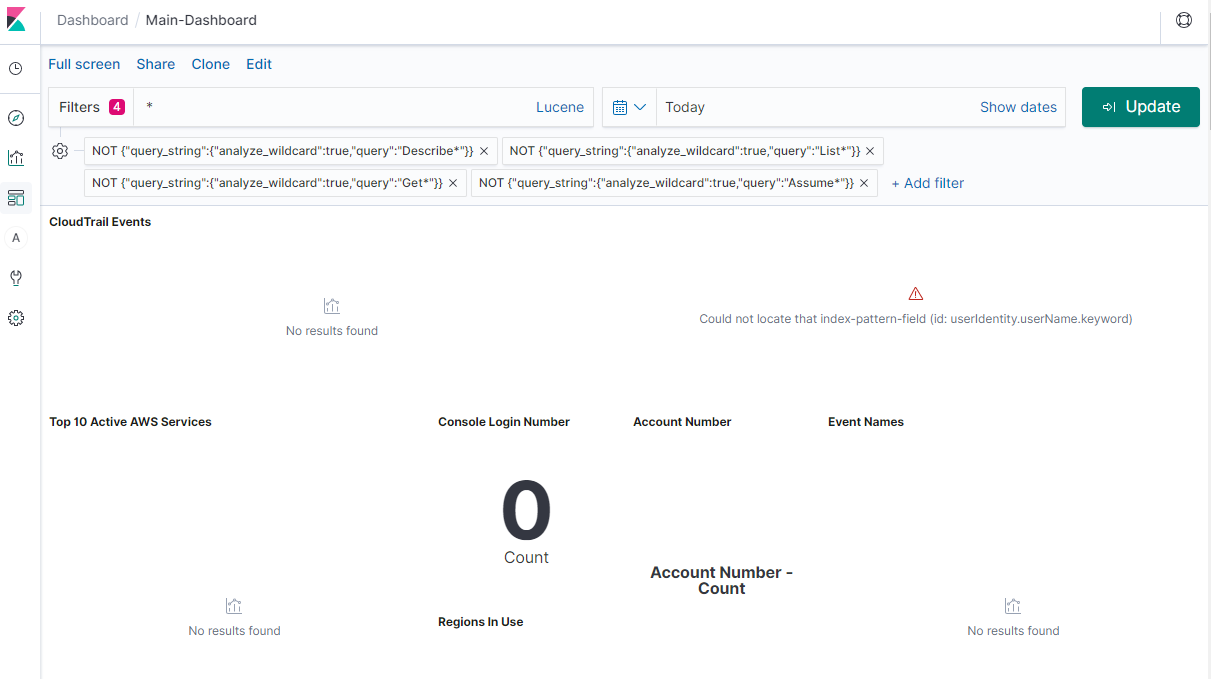 Dashboard / Main-Dashboard
Full screen Share Clone Edit
Filters 4 * Lucene Today Show dates Update
NOT {"query_string":{"analyze_wildcard":true,"query":"Describe*"}} × NOT {"query_string":{"analyze_wildcard":true,"query":"List*"}} ×
NOT {"query_string":{"analyze_wildcard":true,"query":"Get*"}} × NOT {"query_string":{"analyze_wildcard":true,"query":"Assume*"}} × + Add filter
A
CloudTrail Events
No results found
Could not locate that index-pattern-field (id: userIdentity.userName.keyword)
Top 10 Active AWS Services
No results found
Console Login Number
0
Count
Regions In Use
Account Number
Account Number -
Count
Event Names
No results found